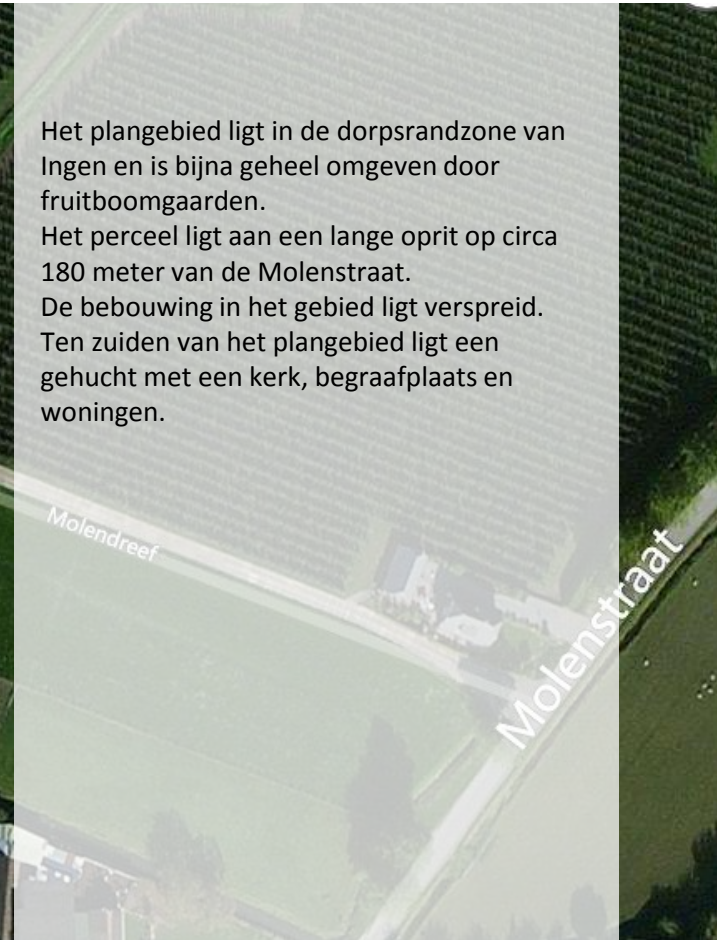 Het plangebied ligt in de dorpsrandzone van
Ingen en is bijna geheel omgeven door
fruitboomgaarden.
Het perceel ligt aan een lange oprit op circa
180 meter van de Molenstraat.
De bebouwing in het gebied ligt verspreid.
Ten zuiden van het plangebied ligt een
gehucht met een kerk, begraafplaats en
woningen.
Molendreef
Molenstraat